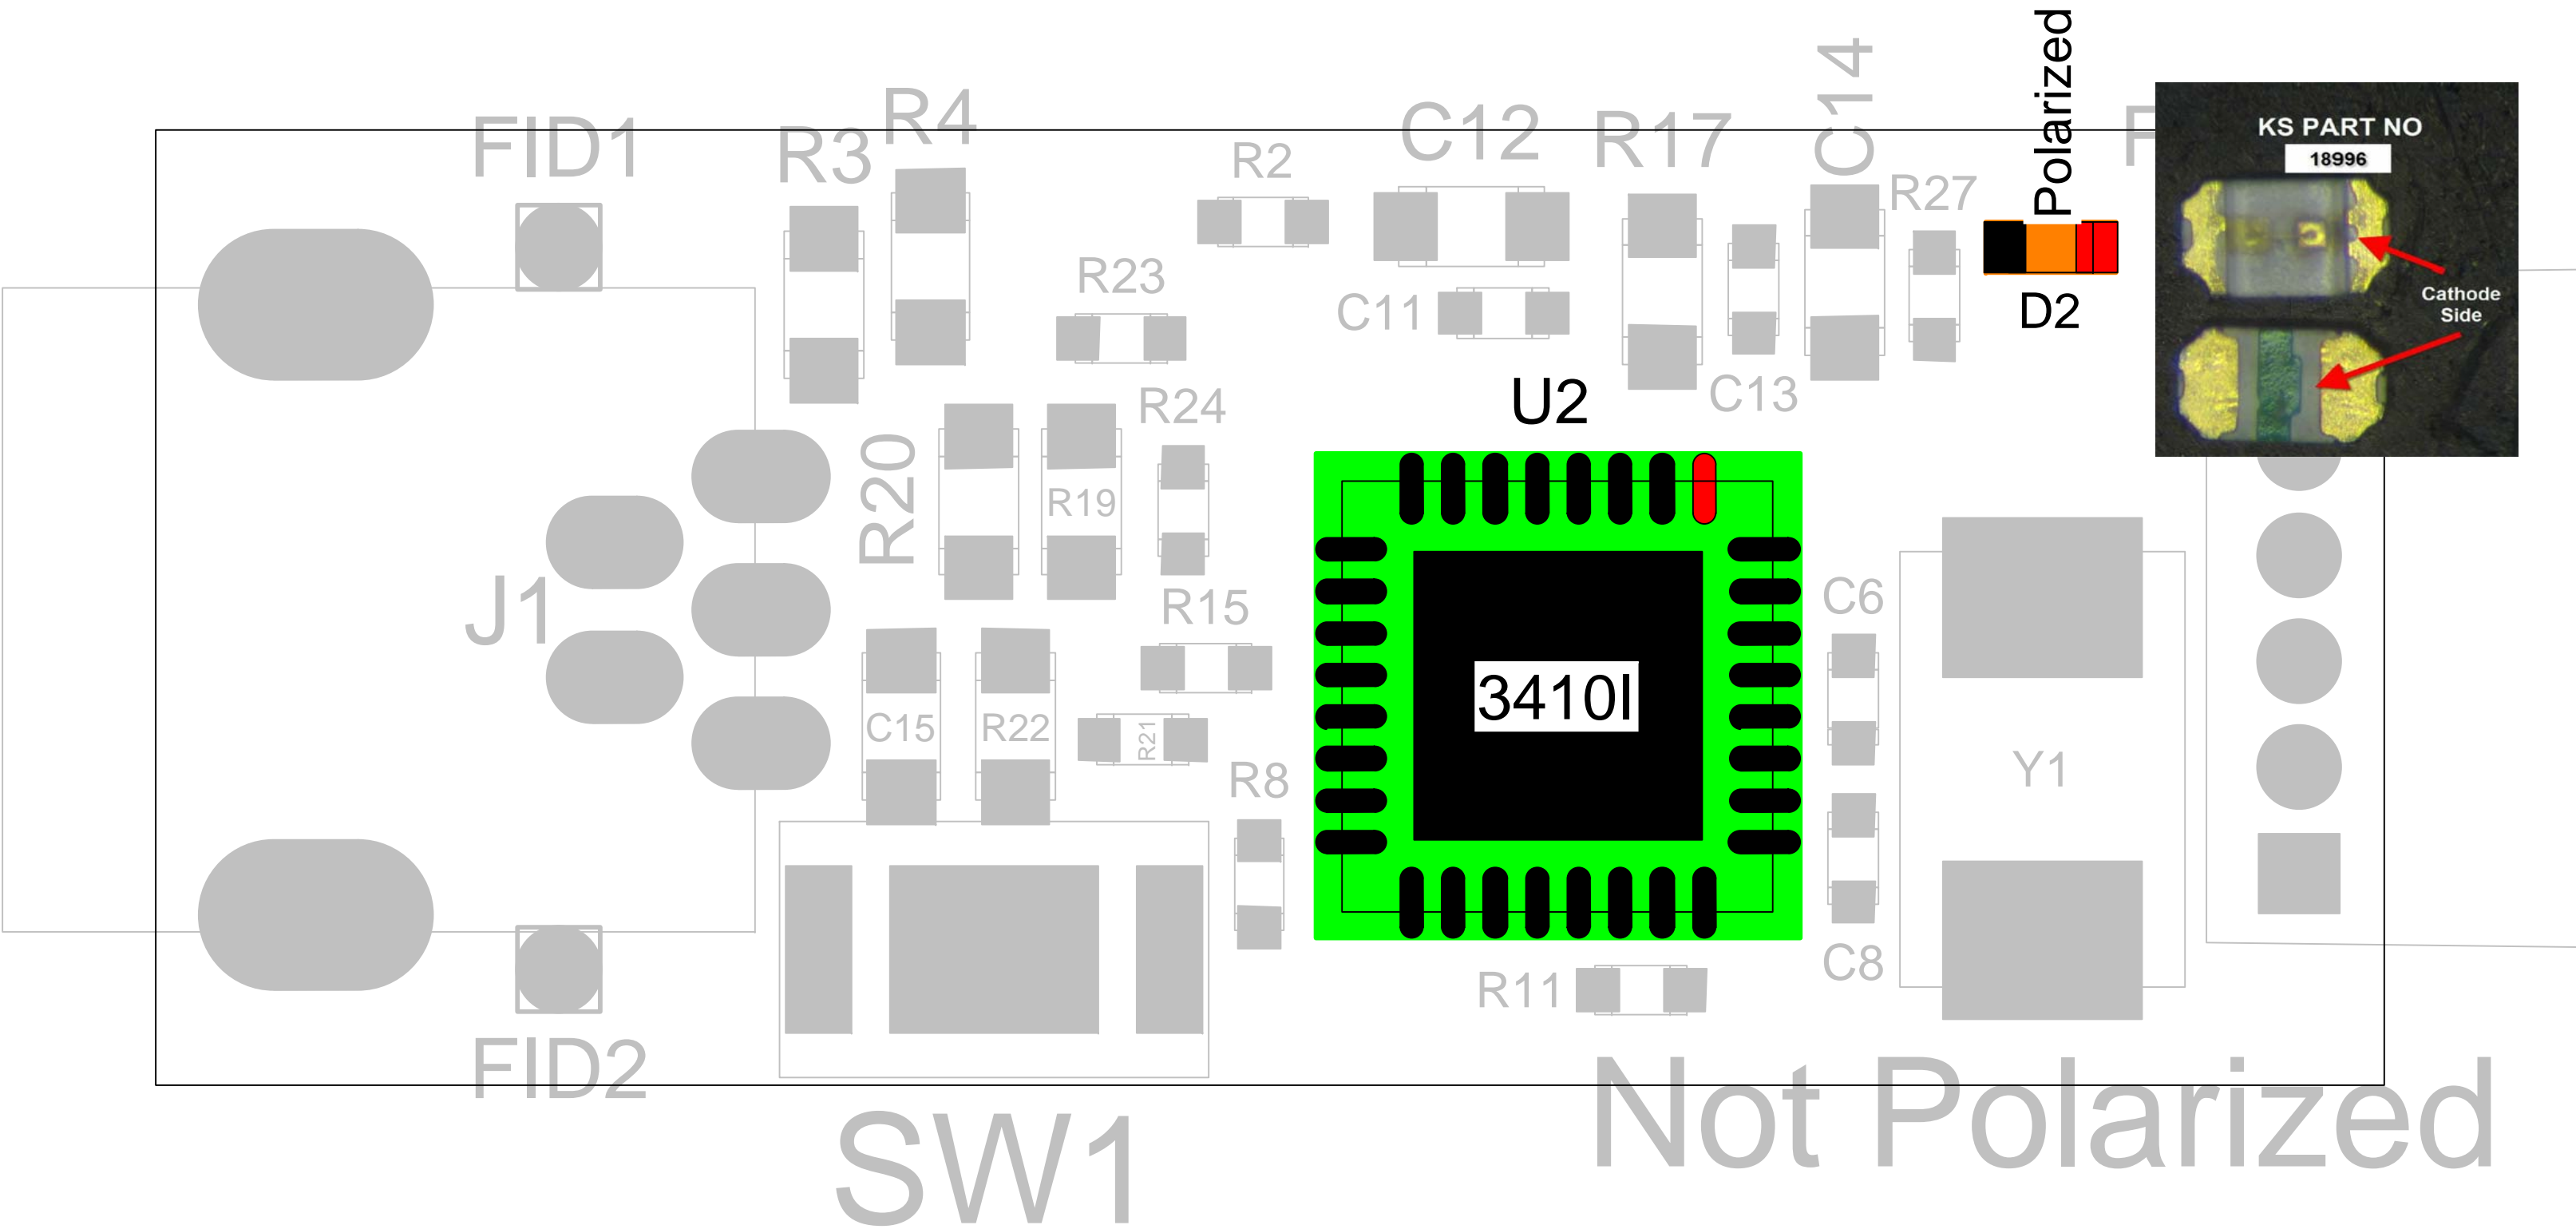 Polarized
C14
R4
C12
R17
FID1
R3
F
KS PART NO
18996
R2
R27
R23
C11
D2
Cathode
Side
C13
U2
R24
R20
R19
J1
R15
C6
3410I
C15
R22
R21
R8
Y1
C8
R11
FID2
Not Polarized
SW1